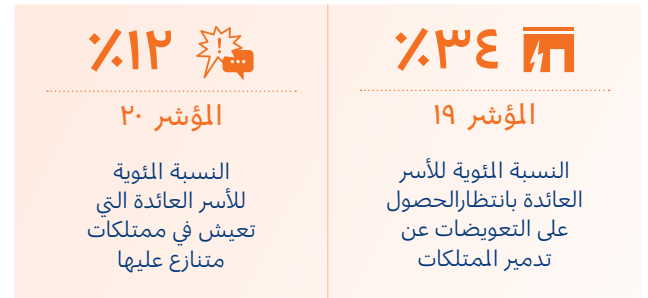 ٣٤٪
المؤشر ١٩
النسبة المئوية للأسر
العائدة بانتظارالحصول
على التعويضات عن
تدمير الممتلكات
١٢٪
المؤشر ٢٠
النسبة المئوية
للأسر العائدة التي
تعيش في ممتلكات
متنازع عليها